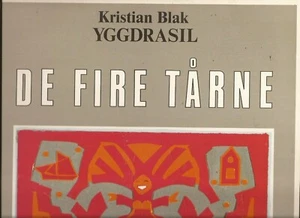 Kristian Blak
YGGDRASIL
DE FIRE TÅRNE